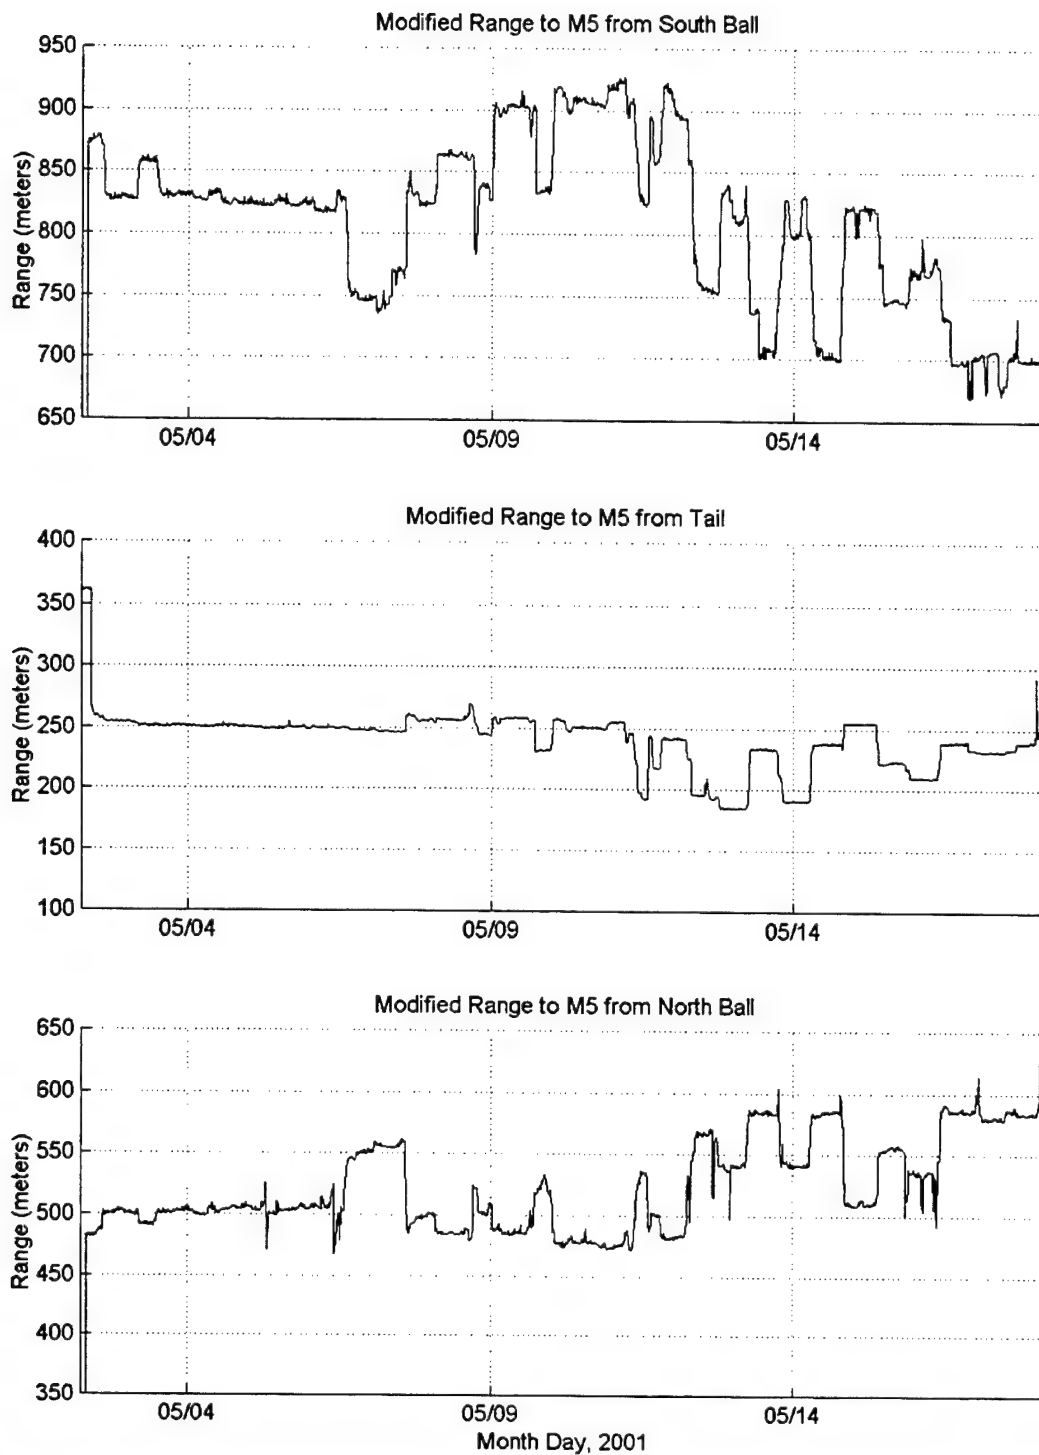 Modified Range to M5 from South Ball
950
900
850
800
750
700
650
Range (meters)
05/04 05/09 05/14
Modified Range to M5 from Tail
400
350
300
250
200
150
100
Range (meters)
05/04 05/09 05/14
Modified Range to M5 from North Ball
650
600
550
500
450
400
350
Range (meters)
05/04 05/09 05/14
Month Day, 2001